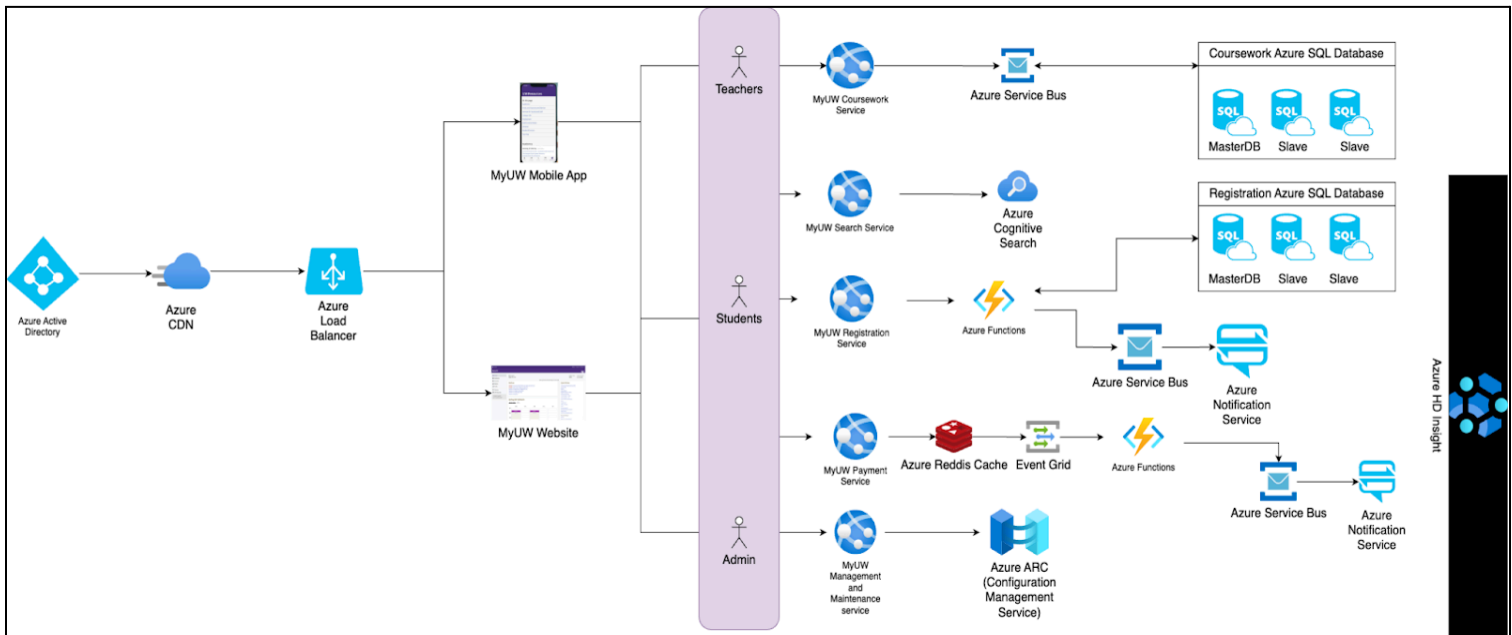 Azure Active
Directory
Azure
CDN
Azure
Load
Balancer
MyUW Mobile App
MyUW Website
Teachers
Students
Admin
MyUW Coursework
Service
Azure Service Bus
Coursework Azure SQL Database
SQL
SQL
SQL
MasterDB
Slave
Slave
MyUW Search Service
Azure
Cognitive
Search
Registration Azure SQL Database
SQL
SQL
SQL
MasterDB
Slave
Slave
MyUW Registration
Service
Azure Functions
Azure Service Bus
Azure
Notification
Service
MyUW Payment
Service
Azure Reddis Cache
Event Grid
Azure Functions
Azure Service Bus
Azure
Notification
Service
MyUW
Management
and
Maintenance
service
Azure ARC
(Configuration
Management
Service)
Azure HD Insight